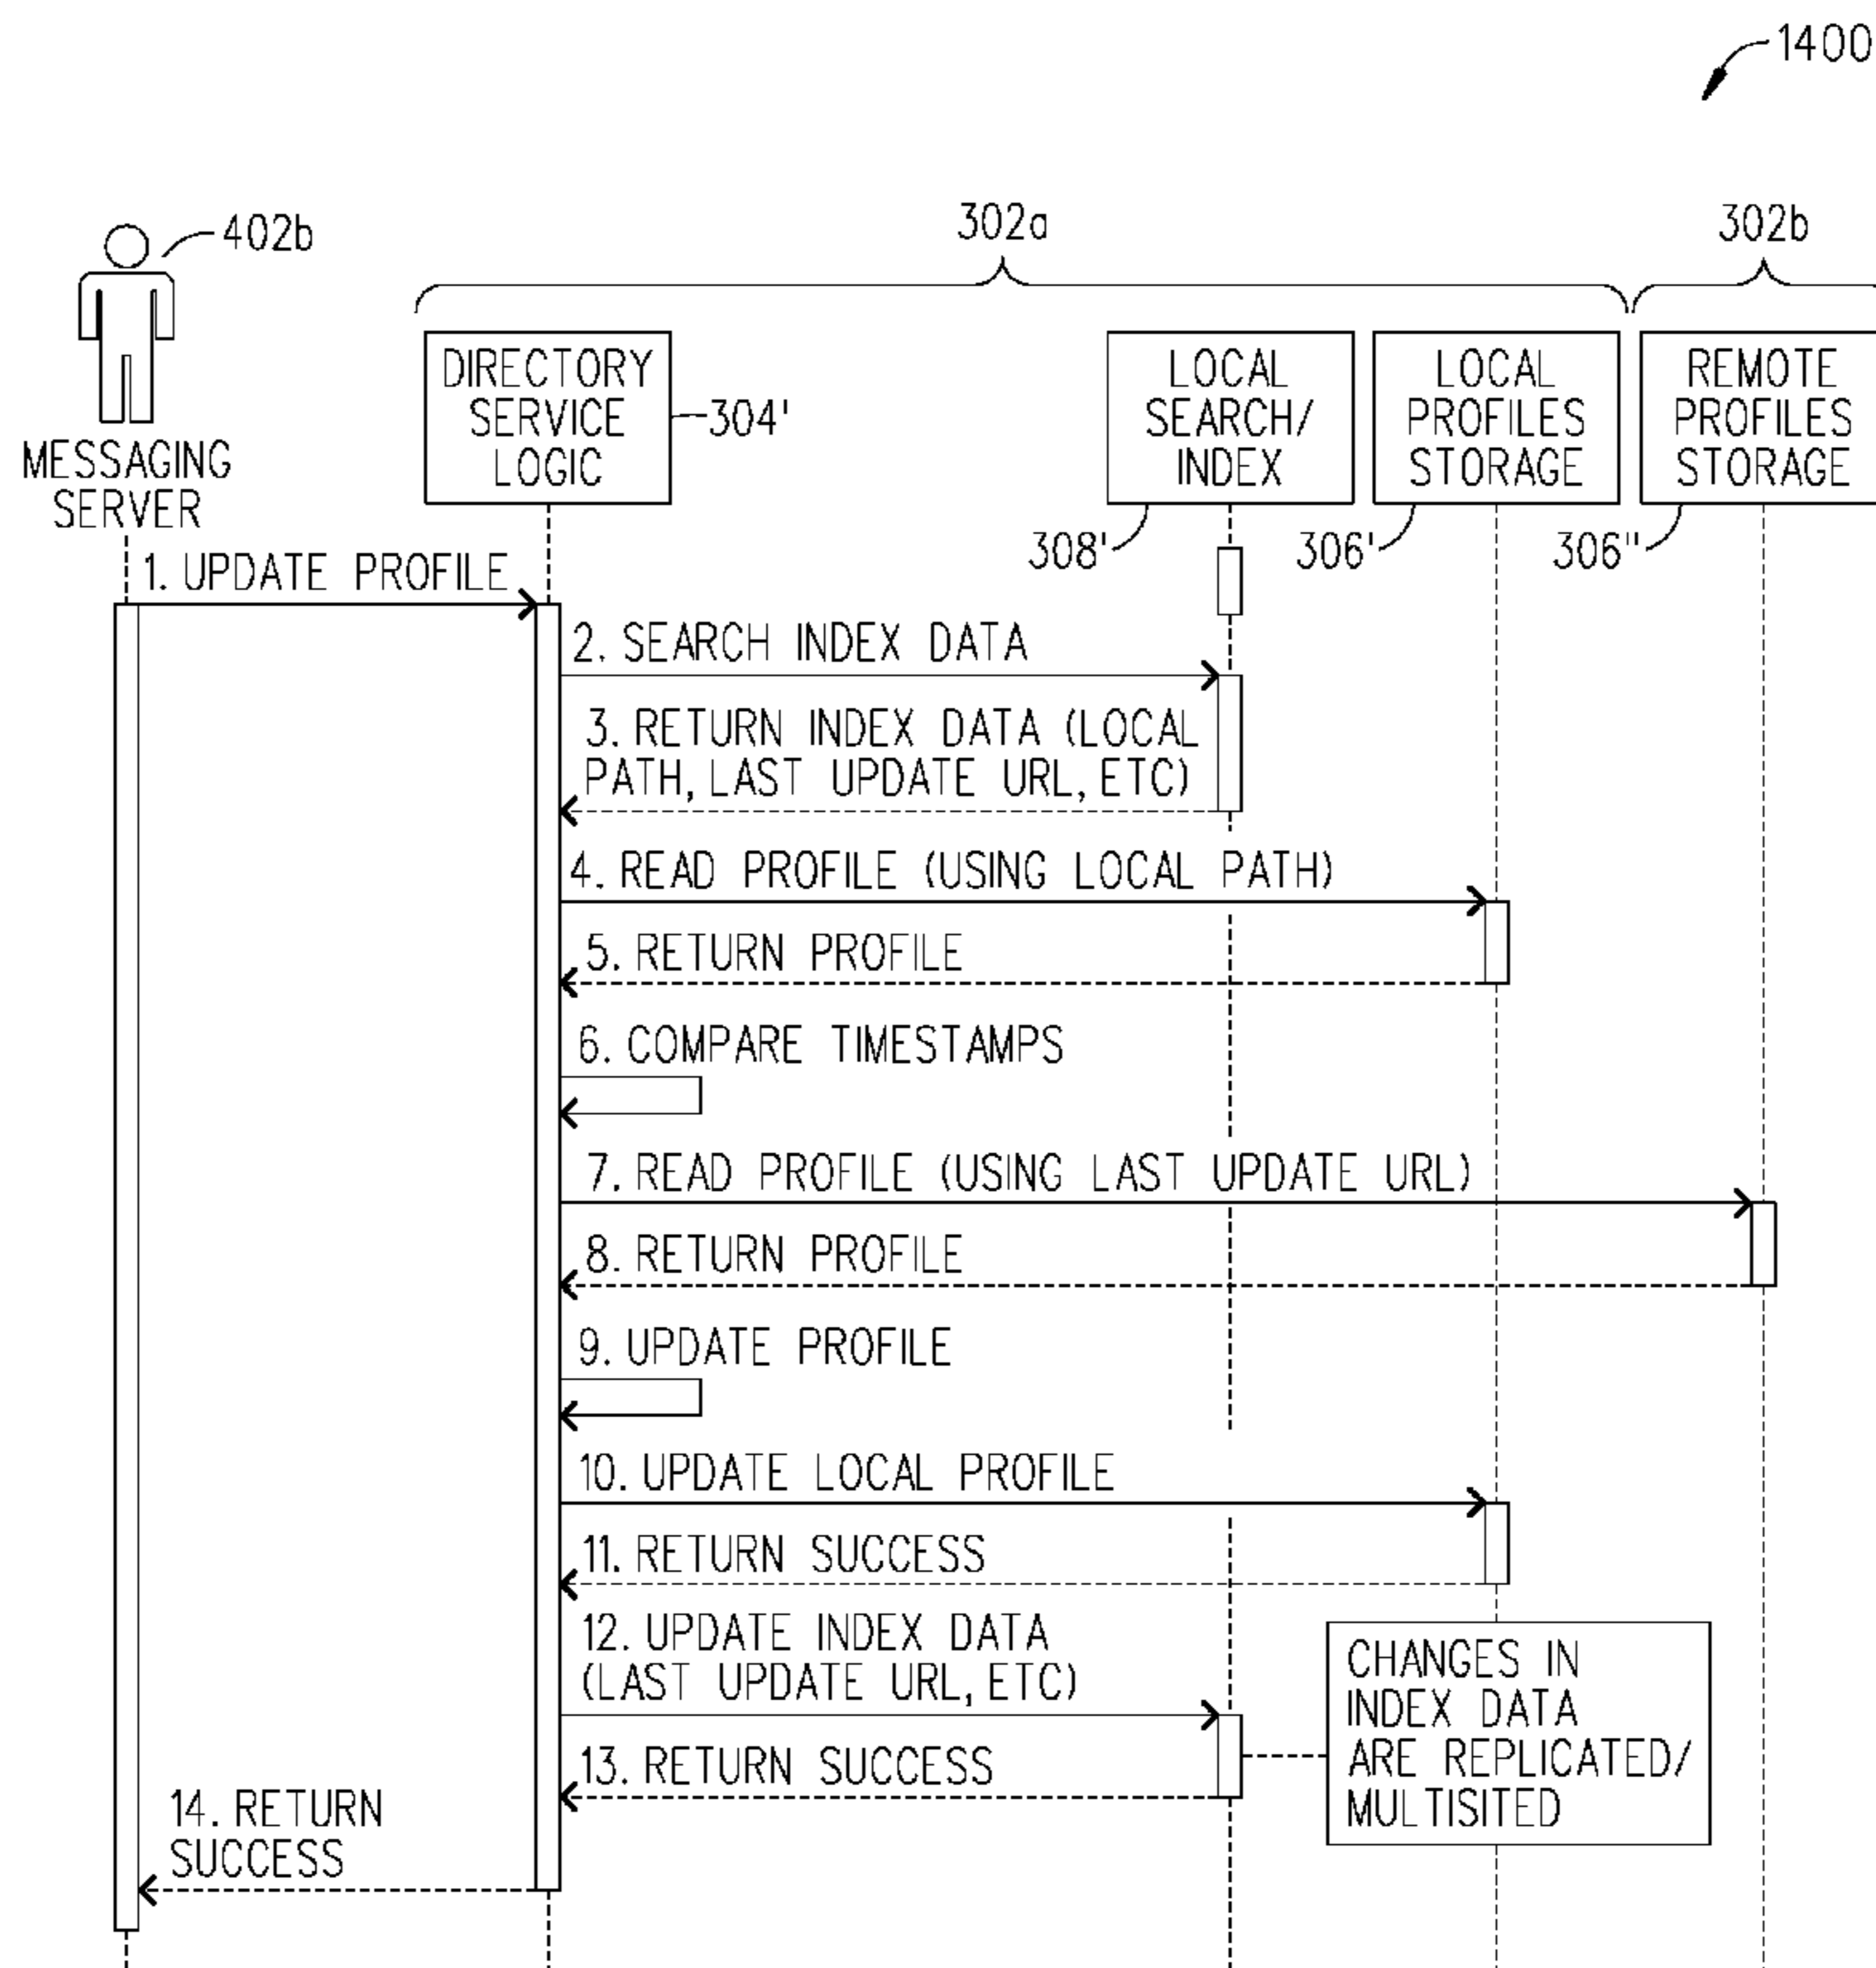 1400
402b
302a
302b
MESSAGING
SERVER
DIRECTORY
SERVICE
LOGIC
304'
LOCAL
SEARCH/
INDEX
308'
LOCAL
PROFILES
STORAGE
306'
REMOTE
PROFILES
STORAGE
306"
1. UPDATE PROFILE
2. SEARCH INDEX DATA
3. RETURN INDEX DATA (LOCAL
PATH, LAST UPDATE URL, ETC)
4. READ PROFILE (USING LOCAL PATH)
5. RETURN PROFILE
6. COMPARE TIMESTAMPS
7. READ PROFILE (USING LAST UPDATE URL)
8. RETURN PROFILE
9. UPDATE PROFILE
10. UPDATE LOCAL PROFILE
11. RETURN SUCCESS
12. UPDATE INDEX DATA
(LAST UPDATE URL, ETC)
CHANGES IN
INDEX DATA
ARE REPLICATED/
MULTISITED
13. RETURN SUCCESS
14. RETURN
SUCCESS